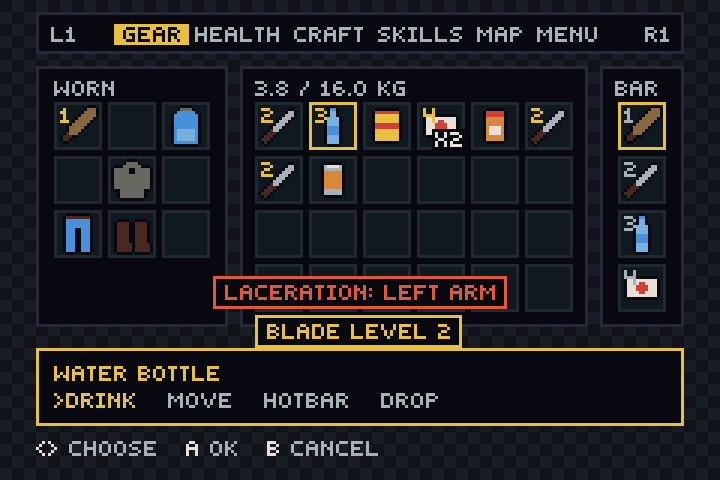 L1 GEAR HEALTH CRAFT SKILLS MAP MENU R1
WORN
3.8 / 16.0 KG
BAR
1
2
3
4
X2
2
1
2
2
3
4
LACERATION: LEFT ARM
BLADE LEVEL 2
WATER BOTTLE
>DRINK MOVE HOTBAR DROP
<> CHOOSE A OK B CANCEL